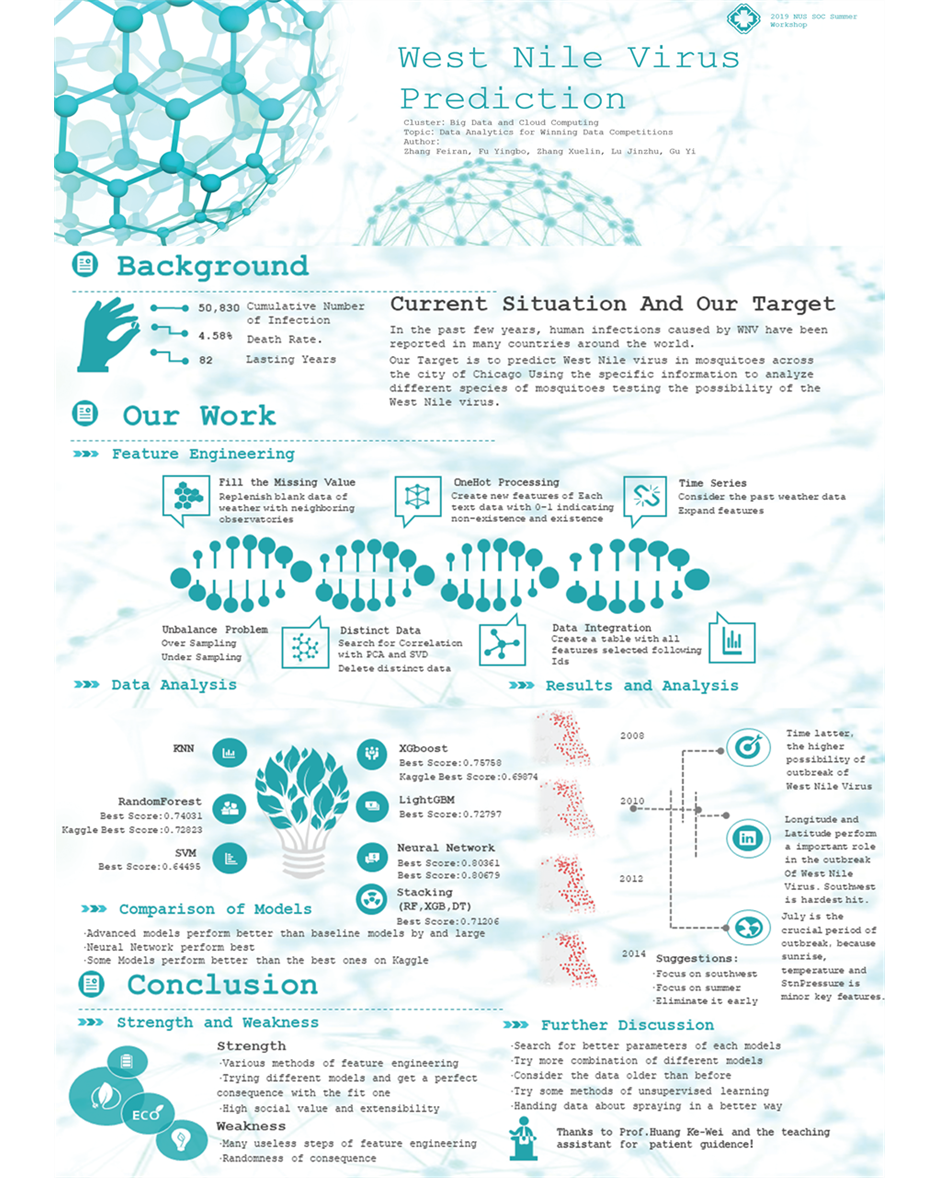 2019 NUS SOC Summer
Workshop
West Nile Virus
Prediction
Cluster: Big Data and Cloud Computing
Topic: Data Analytics for Winning Data Competitions
Author:
Zhang Feiran, Fu Yingbo, Zhang Xuelin, Lu Jinzhu, Gu Yi
Background
50,830 Cumulative Number
of Infection
4.58% Death Rate.
82 Lasting Years
Current Situation And Our Target
In the past few years, human infections caused by WNV have been
reported in many countries around the world.
Our Target is to predict West Nile virus in mosquitoes across
the city of Chicago Using the specific information to analyze
different species of mosquitoes testing the possibility of the
West Nile virus.
Our Work
Feature Engineering
Fill the Missing Value
Replenish blank data of
weather with neighboring
observatories
OneHot Processing
Create new features of Each
text data with 0-1 indicating
non-existence and existence
Time Series
Consider the past weather data
Expand features
Unbalance Problem
Over Sampling
Under Sampling
Distinct Data
Search for Correlation
with PCA and SVD
Delete distinct data
Data Integration
Create a table with all
features selected following
Ids
Data Analysis
KNN
RandomForest
Best Score:0.74031
Kaggle Best Score:0.72823
SVM
Best Score:0.64495
XGboost
Best Score:0.75758
Kaggle Best Score:0.69874
LightGBM
Best Score:0.72797
Neural Network
Best Score:0.80361
Best Score:0.80679
Stacking
(RF,XGB,DT)
Best Score:0.71206
Comparison of Models
·Advanced models perform better than baseline models by and large
·Neural Network perform best
·Some Models perform better than the best ones on Kaggle
Results and Analysis
2008
2010
2012
2014
Time latter,
the higher
possibility of
outbreak of
West Nile Virus
Longitude and
Latitude perform
a important role
in the outbreak
Of West Nile
Virus. Southwest
is hardest hit.
July is the
crucial period of
outbreak, because
sunrise,
temperature and
StnPressure is
minor key features.
Suggestions:
·Focus on southwest
·Focus on summer
·Eliminate it early
Conclusion
Strength and Weakness
ECO
Strength
·Various methods of feature engineering
·Trying different models and get a perfect
consequence with the fit one
·High social value and extensibility
Weakness
·Many useless steps of feature engineering
·Randomness of consequence
Further Discussion
·Search for better parameters of each models
·Try more combination of different models
·Consider the data older than before
·Try some methods of unsupervised learning
·Handing data about spraying in a better way
Thanks to Prof.Huang Ke-Wei and the teaching
assistant for patient guidence!